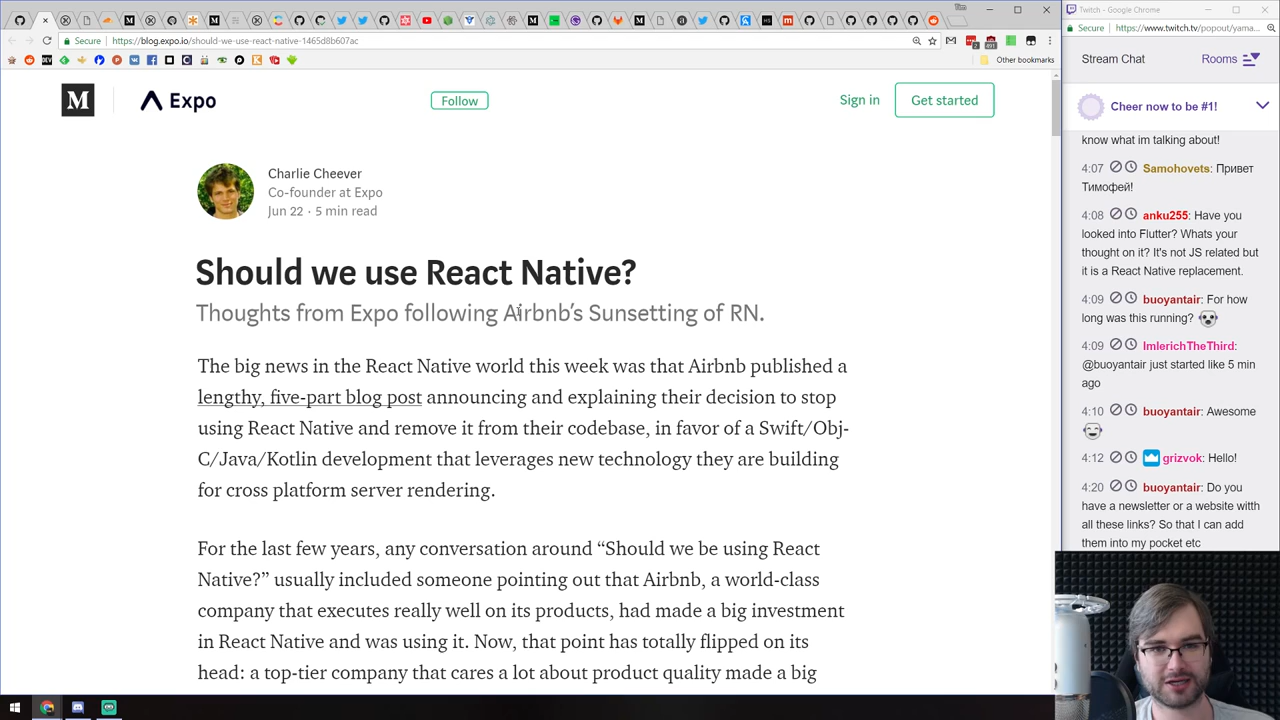 Twitch - Google Chrome
Secure
https://blog.expo.io/should-we-use-react-native-1465d8b607ac
Other bookmarks
M
Expo
Follow
Sign in
Get started
Charlie Cheever
Co-founder at Expo
Jun 22 · 5 min read
Should we use React Native?
Thoughts from Expo following Airbnb’s Sunsetting of RN.
The big news in the React Native world this week was that Airbnb published a
lengthy, five-part blog post announcing and explaining their decision to stop
using React Native and remove it from their codebase, in favor of a Swift/Obj-
C/Java/Kotlin development that leverages new technology they are building
for cross platform server rendering.
For the last few years, any conversation around “Should we be using React
Native?” usually included someone pointing out that Airbnb, a world-class
company that executes really well on its products, had made a big investment
in React Native and was using it. Now, that point has totally flipped on its
head: a top-tier company that cares a lot about product quality made a big
Secure
https://www.twitch.tv/popout/yama
Stream Chat
Rooms
Cheer now to be #1!
know what im talking about!
4:07 Samohovets: Привет
Тимофей!
4:08 anku255: Have you
looked into Flutter? Whats your
thought on it? It's not JS related but
it is a React Native replacement.
4:09 buoyantair: For how
long was this running?
4:09 ImlerichTheThird:
@buoyantair just started like 5 min
ago
4:10 buoyantair: Awesome
4:12 grizvok: Hello!
4:20 buoyantair: Do you
have a newsletter or a website witth
all these links? So that I can add
them into my pocket etc